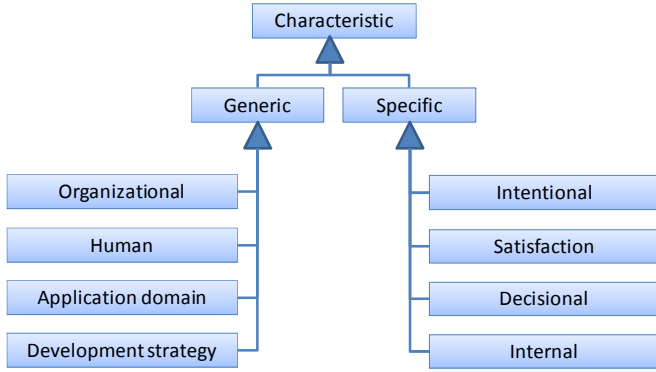 Characteristic
Generic
Specific
Organizational
Human
Application domain
Development strategy
Intentional
Satisfaction
Decisional
Internal